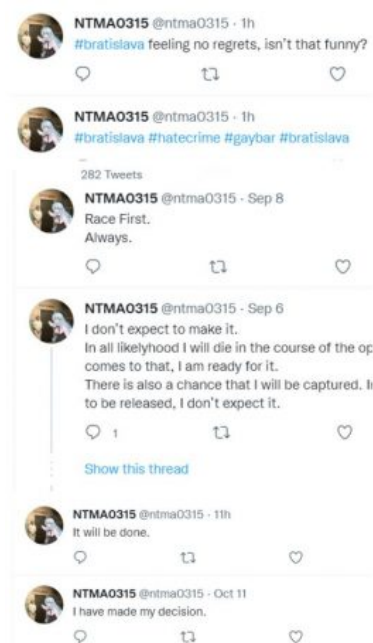 NTMA0315 @ntma0315 · 1h
#bratislava feeling no regrets, isn't that funny?
NTMA0315 @ntma0315 · 1h
#bratislava #hatecrime #gaybar #bratislava
282 Tweets
NTMA0315 @ntma0315 · Sep 8
Race First.
Always.
NTMA0315 @ntma0315 · Sep 6
I don't expect to make it.
In all likelyhood I will die in the course of the op
comes to that, I am ready for it.
There is also a chance that I will be captured. I
to be released, I don't expect it.
1
Show this thread
NTMA0315 @ntma0315 · 11h
It will be done.
NTMA0315 @ntma0315 · Oct 11
I have made my decision.